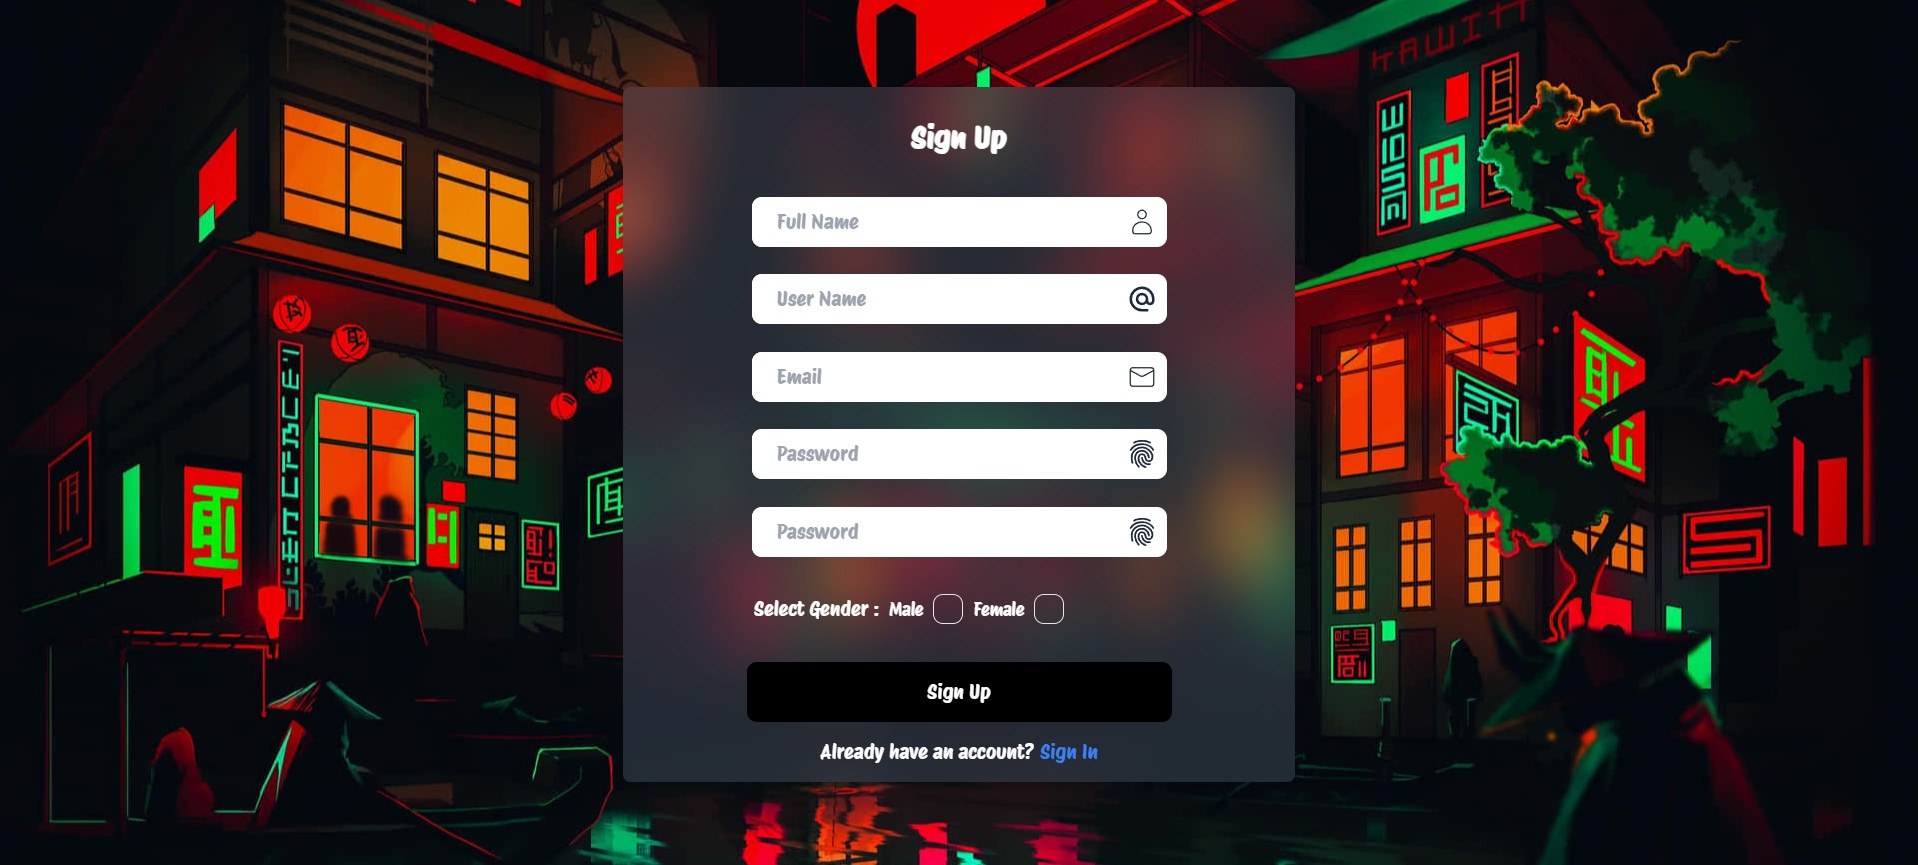 Sign Up
Full Name
User Name
Email
Password
Password
Select Gender : Male Female
Sign Up
Already have an account? Sign In